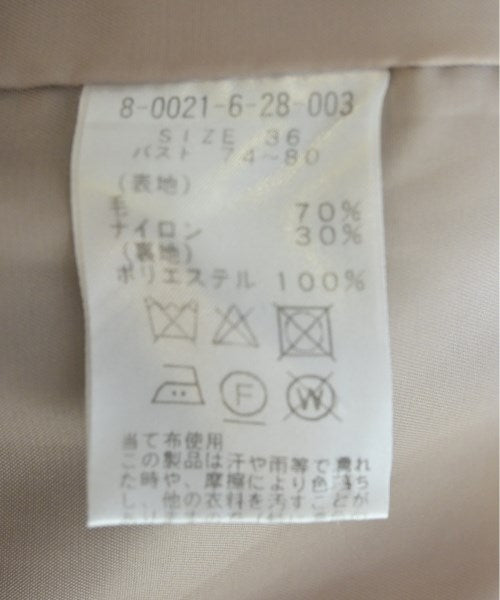 8-0021-6-28-003
SIZE 36
バスト 74~80
(表地)
毛 70%
ナイロン 30%
(裏地)
ポリエステル 100%
F
W
当て布使用
この製品は汗や雨等で濡れ
た時や、摩擦により色落ち
し、他の衣料を汚すことが